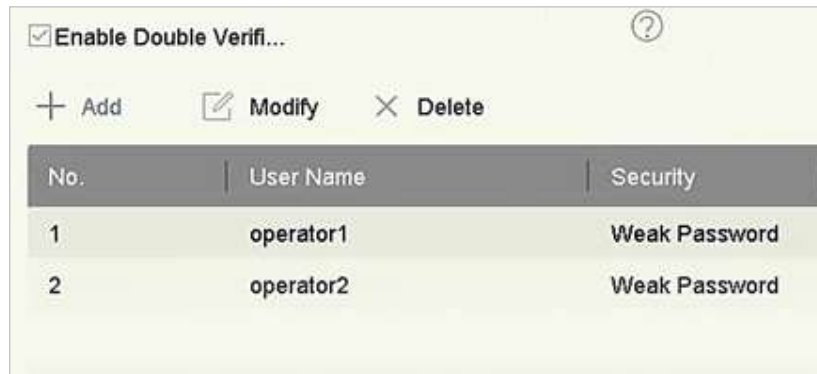 Enable Double Verifi...
?
Add Modify Delete
No. User Name Security
1 operator1 Weak Password
2 operator2 Weak Password